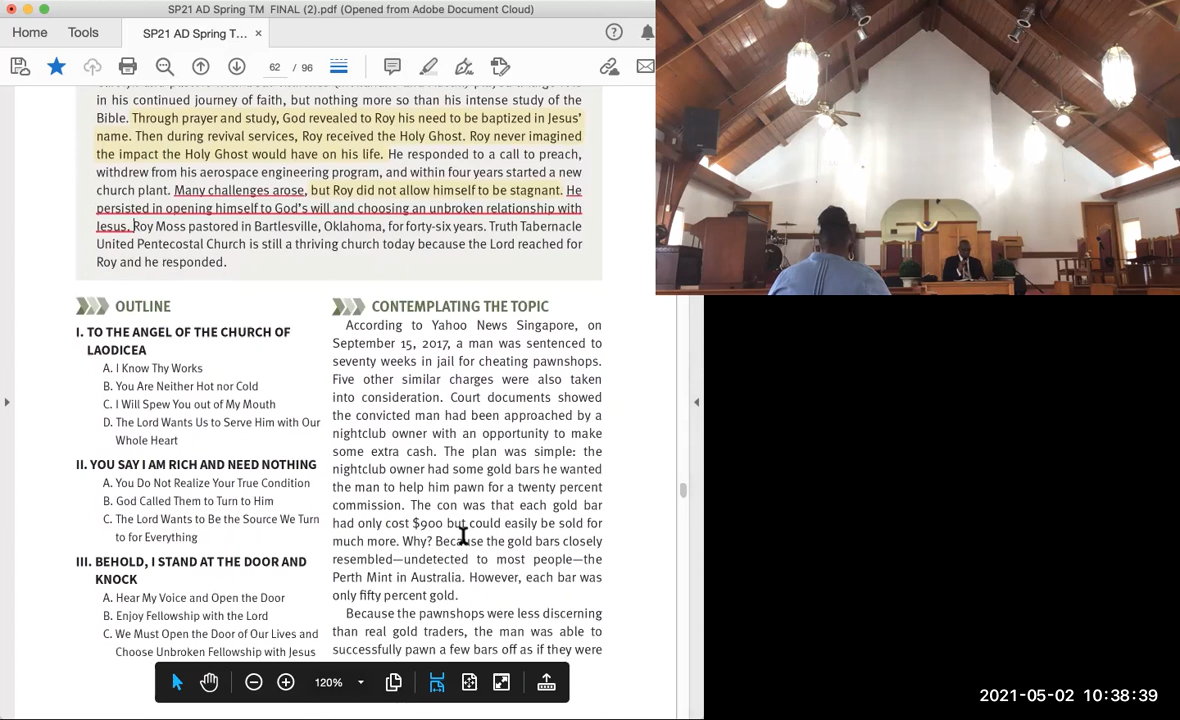 SP21 AD Spring TM  FINAL (2).pdf (Opened from Adobe Document Cloud)
Home Tools SP21 AD Spring T... ×
62 / 96
in his continued journey of faith, but nothing more so than his intense study of the
Bible. Through prayer and study, God revealed to Roy his need to be baptized in Jesus’
name. Then during revival services, Roy received the Holy Ghost. Roy never imagined
the impact the Holy Ghost would have on his life. He responded to a call to preach,
withdrew from his aerospace engineering program, and within four years started a new
church plant. Many challenges arose, but Roy did not allow himself to be stagnant. He
persisted in opening himself to God’s will and choosing an unbroken relationship with
Jesus. Roy Moss pastored in Bartlesville, Oklahoma, for forty-six years. Truth Tabernacle
United Pentecostal Church is still a thriving church today because the Lord reached for
Roy and he responded.
OUTLINE
I. TO THE ANGEL OF THE CHURCH OF
LAODICEA
A. I Know Thy Works
B. You Are Neither Hot nor Cold
C. I Will Spew You out of My Mouth
D. The Lord Wants Us to Serve Him with Our
Whole Heart
II. YOU SAY I AM RICH AND NEED NOTHING
A. You Do Not Realize Your True Condition
B. God Called Them to Turn to Him
C. The Lord Wants to Be the Source We Turn
to for Everything
III. BEHOLD, I STAND AT THE DOOR AND
KNOCK
A. Hear My Voice and Open the Door
B. Enjoy Fellowship with the Lord
C. We Must Open the Door of Our Lives and
Choose Unbroken Fellowship with Jesus
CONTEMPLATING THE TOPIC
According to Yahoo News Singapore, on
September 15, 2017, a man was sentenced to
seventy weeks in jail for cheating pawnshops.
Five other similar charges were also taken
into consideration. Court documents showed
the convicted man had been approached by a
nightclub owner with an opportunity to make
some extra cash. The plan was simple: the
nightclub owner had some gold bars he wanted
the man to help him pawn for a twenty percent
commission. The con was that each gold bar
had only cost $900 but could easily be sold for
much more. Why? Because the gold bars closely
resembled—undetected to most people—the
Perth Mint in Australia. However, each bar was
only fifty percent gold.
Because the pawnshops were less discerning
than real gold traders, the man was able to
successfully pawn a few bars off as if they were
120%
2021-05-02 10:38:39